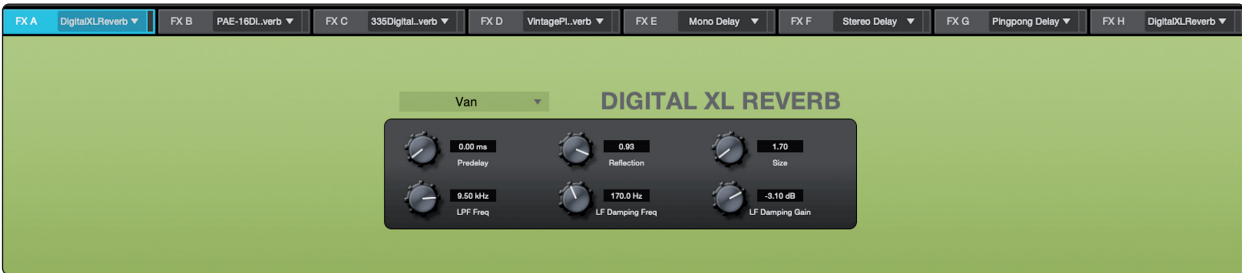 FX A DigitalXLReverb FX B PAE-16Di..verb FX C 335Digital..verb FX D VintagePl..verb FX E Mono Delay FX F Stereo Delay FX G Pingpong Delay FX H DigitalXLReverb
Van DIGITAL XL REVERB
0.00 ms 0.93 1.70
Predelay Reflection Size
9.50 kHz 170.0 Hz -3.10 dB
LPF Freq LF Damping Freq LF Damping Gain